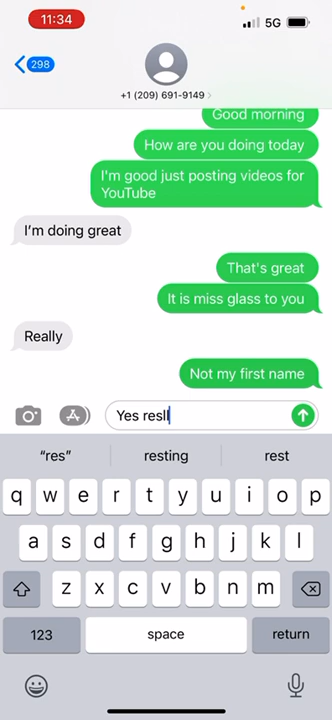 11:34
5G
298
+1 (209) 691-9149 >
Good morning
How are you doing today
I'm good just posting videos for
YouTube
I'm doing great
That's great
It is miss glass to you
Really
Not my first name
Yes resll
"res" resting rest
q w e r t y u i o p
a s d f g h j k l
z x c v b n m
123 space return